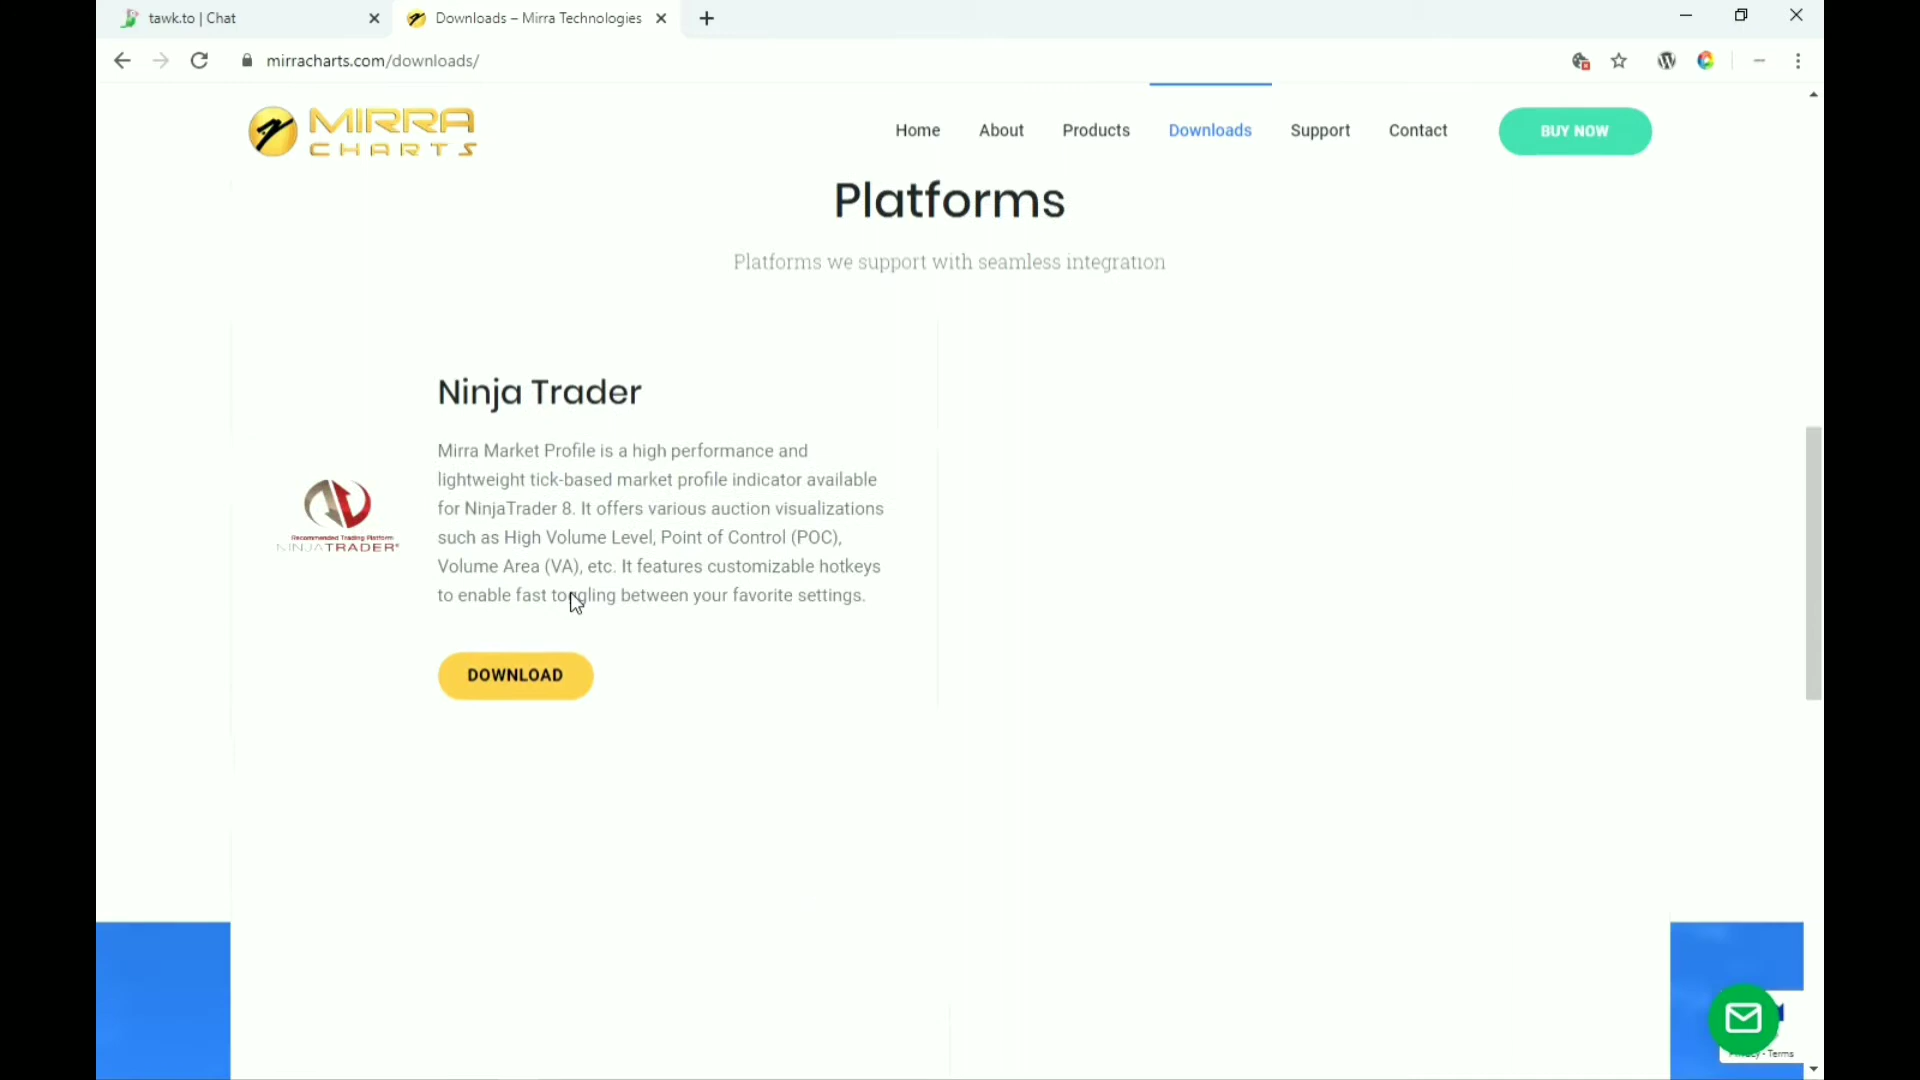 tawk.to | Chat
Downloads – Mirra Technologies
mirracharts.com/downloads/
MIRRA
CHARTS
Home
About
Products
Downloads
Support
Contact
BUY NOW
Platforms
Platforms we support with seamless integration
Ninja Trader
Mirra Market Profile is a high performance and
lightweight tick-based market profile indicator available
for NinjaTrader 8. It offers various auction visualizations
such as High Volume Level, Point of Control (POC),
Volume Area (VA), etc. It features customizable hotkeys
to enable fast toggling between your favorite settings.
Recommended Trading Platform
NINJATRADER®
DOWNLOAD
- Terms